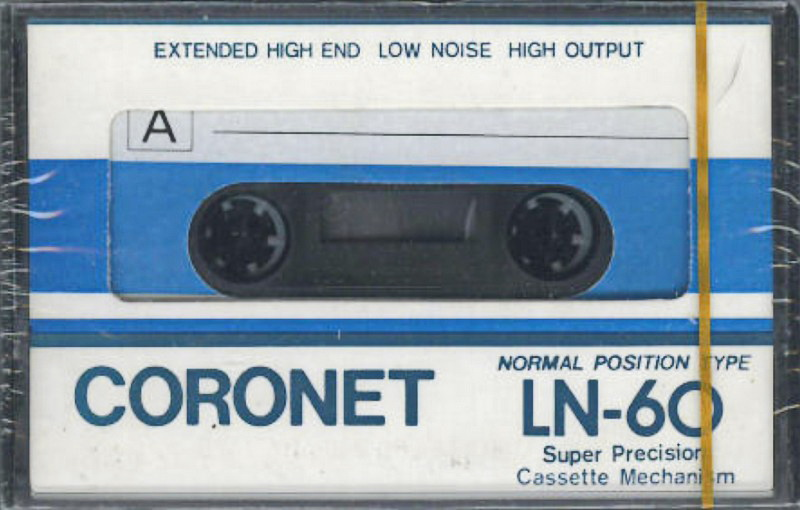 EXTENDED HIGH END LOW NOISE HIGH OUTPUT
A
CORONET
NORMAL POSITION TYPE
LN-60
Super Precision
Cassette Mechanism